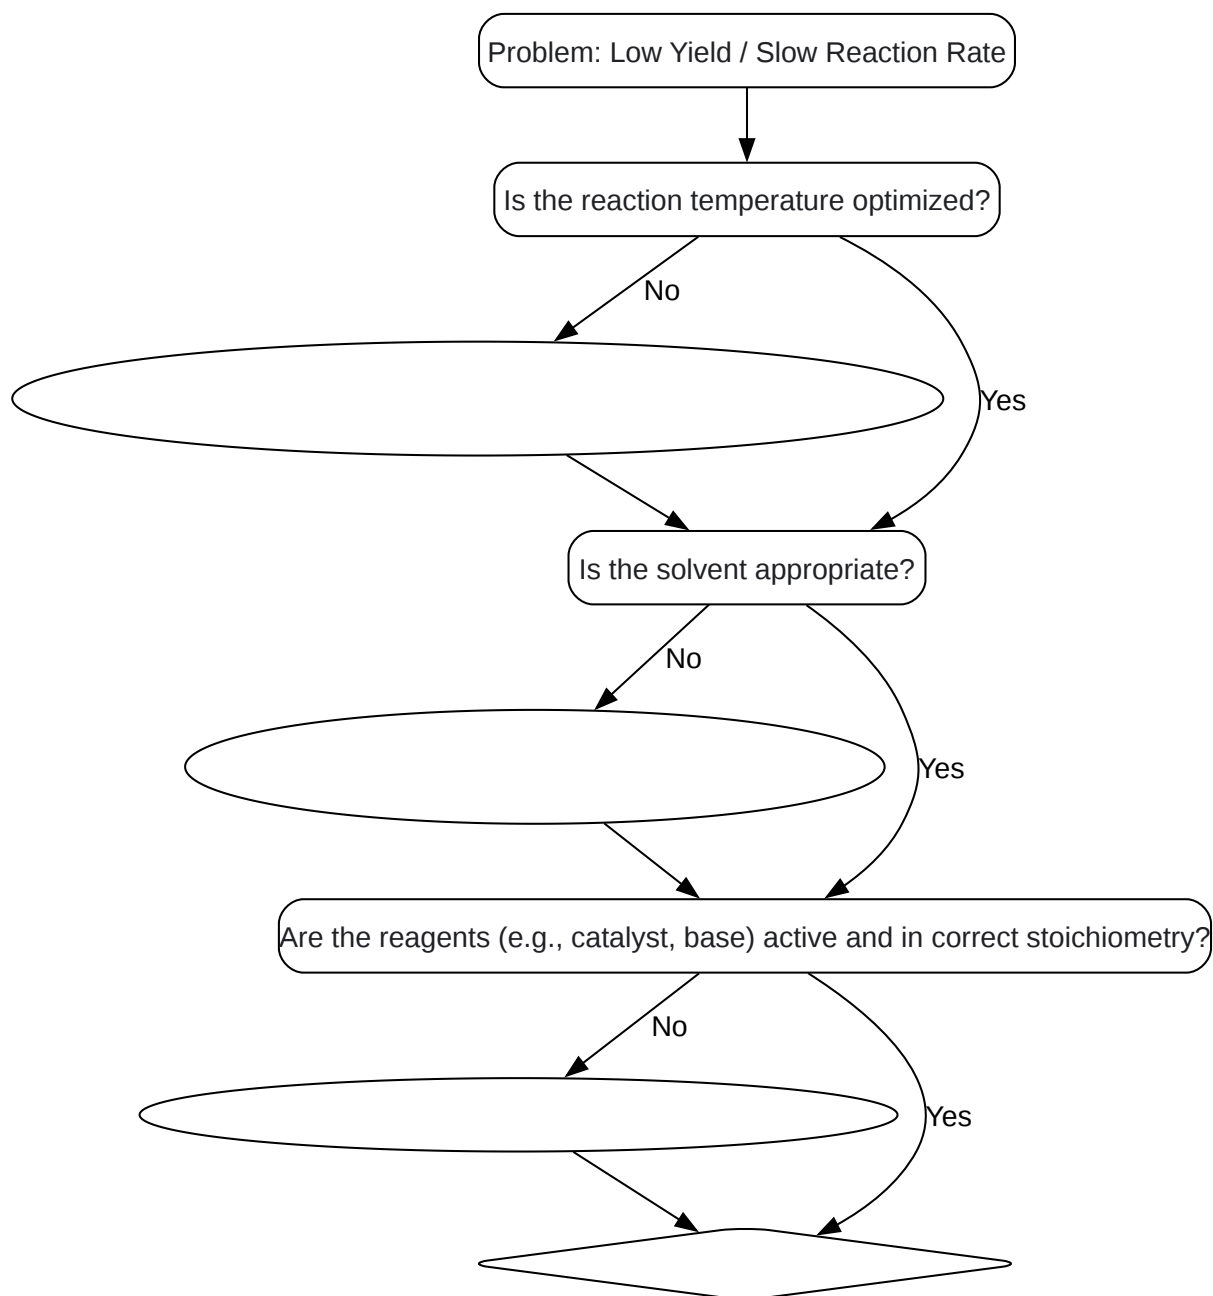 Problem: Low Yield / Slow Reaction Rate
Is the reaction temperature optimized?
No
Yes
Is the solvent appropriate?
No
Yes
Are the reagents (e.g., catalyst, base) active and in correct stoichiometry?
No
Yes